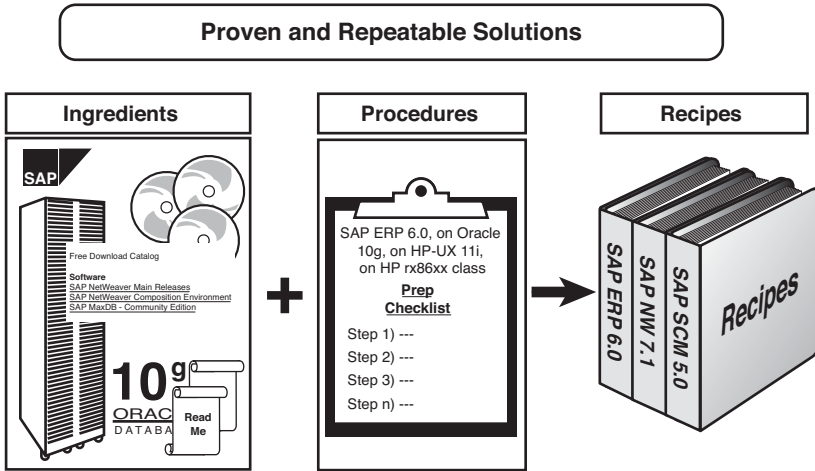 Proven and Repeatable Solutions
Ingredients
SAP
Free Download Catalog
Software
SAP NetWeaver Main Releases
SAP NetWeaver Composition Environment
SAP MaxDB - Community Edition
10g
ORAC
DATABA
Read
Me
+
Procedures
SAP ERP 6.0, on Oracle
10g, on HP-UX 11i,
on HP rx86xx class
Prep
Checklist
Step 1) ---
Step 2) ---
Step 3) ---
Step n) ---
Recipes
SAP ERP 6.0
SAP NW 7.1
SAP SCM 5.0
Recipes